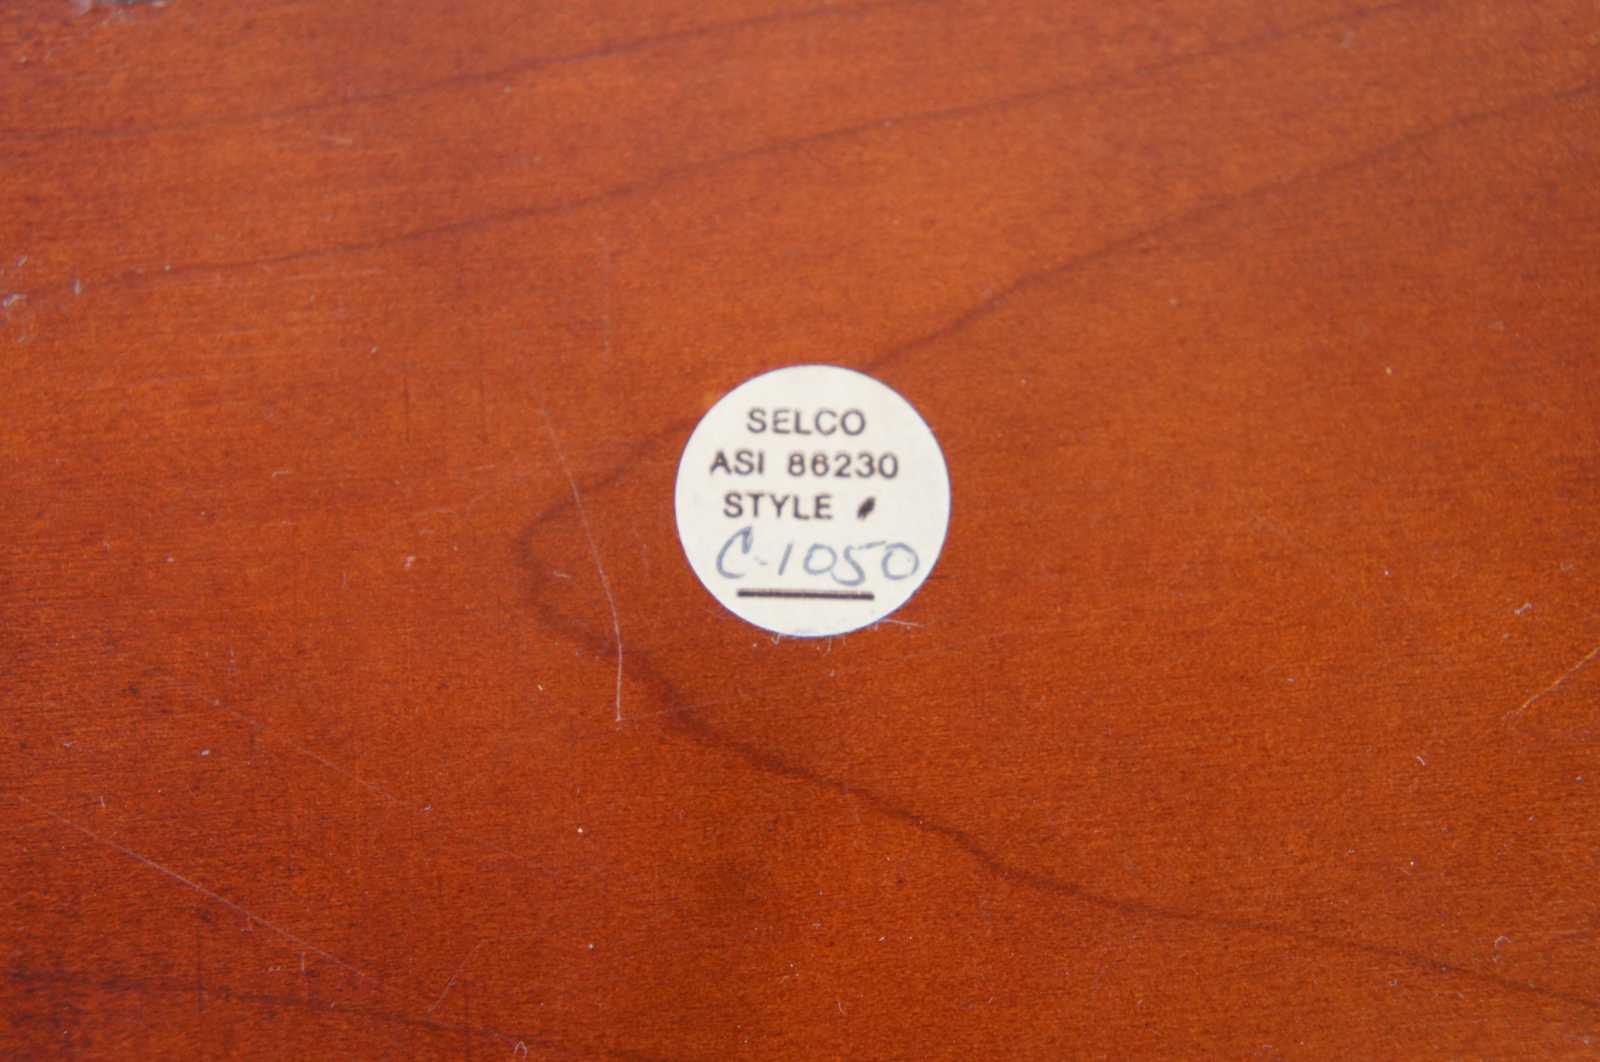 SELCO
ASI 86230
STYLE #
C-1050